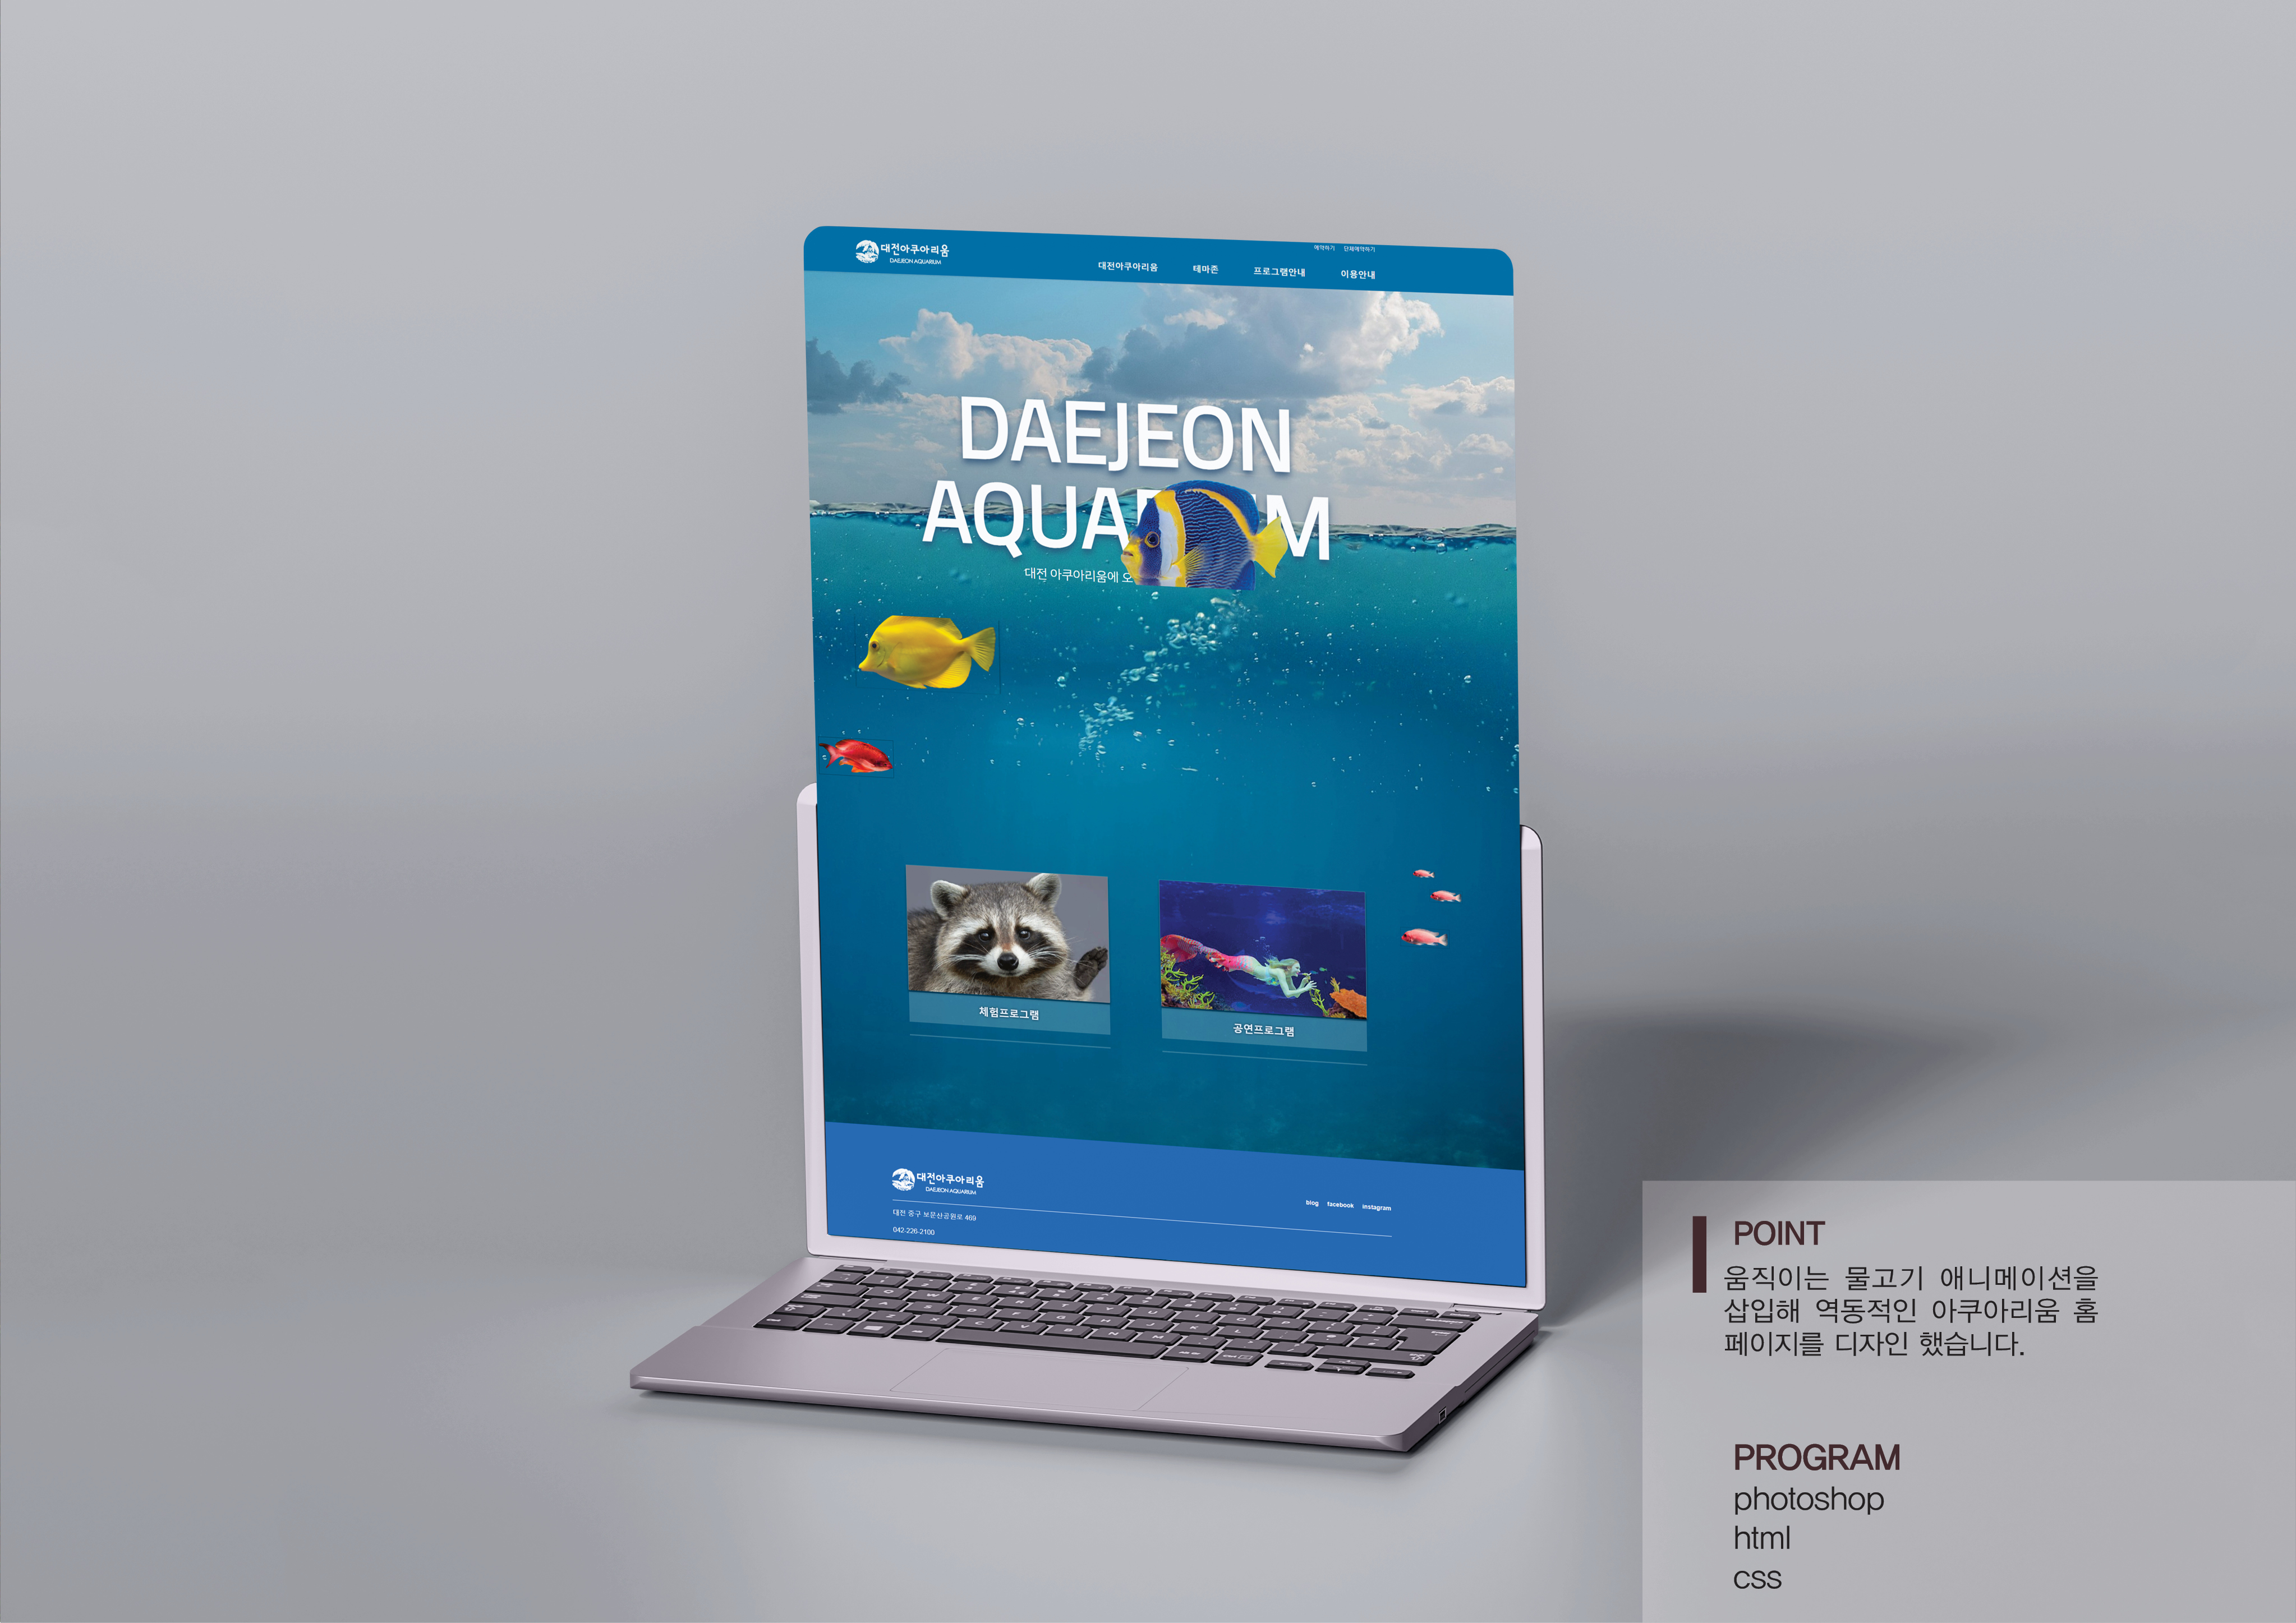 대전아쿠아리움
DAEJEON AQUARIUM
예약하기 단체예약하기
대전아쿠아리움 테마존 프로그램안내 이용안내
DAEJEON
AQUA M
대전 아쿠아리움에 오
체험프로그램
공연프로그램
대전아쿠아리움
DAEJEON AQUARIUM
blog facebook instagram
대전 중구 보문산공원로 469
042-226-2100
POINT
움직이는 물고기 애니메이션을
삽입해 역동적인 아쿠아리움 홈
페이지를 디자인 했습니다.
PROGRAM
photoshop
html
css